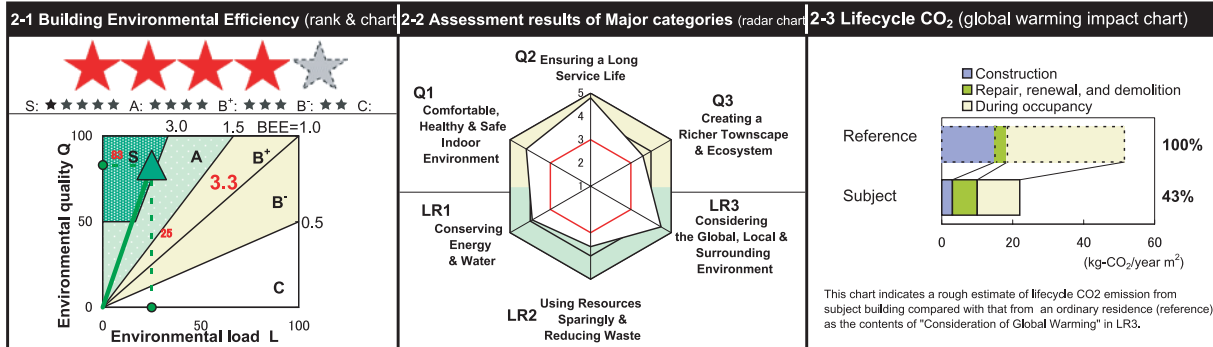 2-1 Building Environmental Efficiency (rank & chart
S: ★★★★★ A: ★★★★ B+: ★★★ B-: ★★ C:
3.0 1.5 BEE=1.0
100
83
S
A
B+
3.3
B-
50
0.5
25
C
0
0 50 100
Environmental quality Q
Environmental load L
2-2 Assessment results of Major categories (radar chart
Q2 Ensuring a Long
Service Life
Q1
Comfortable,
Healthy & Safe
Indoor
Environment
Q3
Creating a
Richer Townscape
& Ecosystem
5
4
3
2
1
LR1
Conserving
Energy
& Water
LR3
Considering
the Global, Local &
Surrounding
Environment
LR2
Using Resources
Sparingly &
Reducing Waste
2-3 Lifecycle CO₂ (global warming impact chart)
Construction
Repair, renewal, and demolition
During occupancy
Reference 100%
Subject 43%
0 20 40 60
(kg-CO₂/year m²)
This chart indicates a rough estimate of lifecycle CO2 emission from
subject building compared with that from an ordinary residence (reference)
as the contents of "Consideration of Global Warming" in LR3.